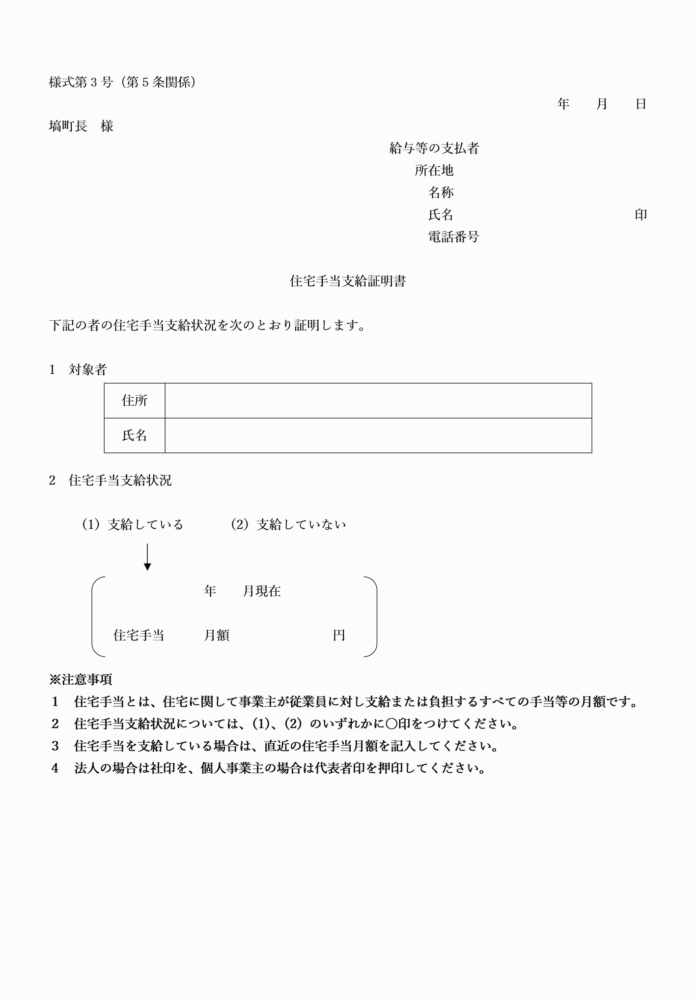 様式第3号（第5条関係）
年　　月　　日
塙町長　様
給与等の支払者
所在地
名称
氏名　　　　　　　　　　　　　　印
電話番号
住宅手当支給証明書
下記の者の住宅手当支給状況を次のとおり証明します。
1　対象者
住所
氏名
2　住宅手当支給状況
（1）支給している　　　（2）支給していない
年　　月現在
住宅手当　　　月額　　　　　　　　円
※注意事項
1　住宅手当とは、住宅に関して事業主が従業員に対し支給または負担するすべての手当等の月額です。
2　住宅手当支給状況については、（1）、（2）のいずれかに〇印をつけてください。
3　住宅手当を支給している場合は、直近の住宅手当月額を記入してください。
4　法人の場合は社印を、個人事業主の場合は代表者印を押印してください。